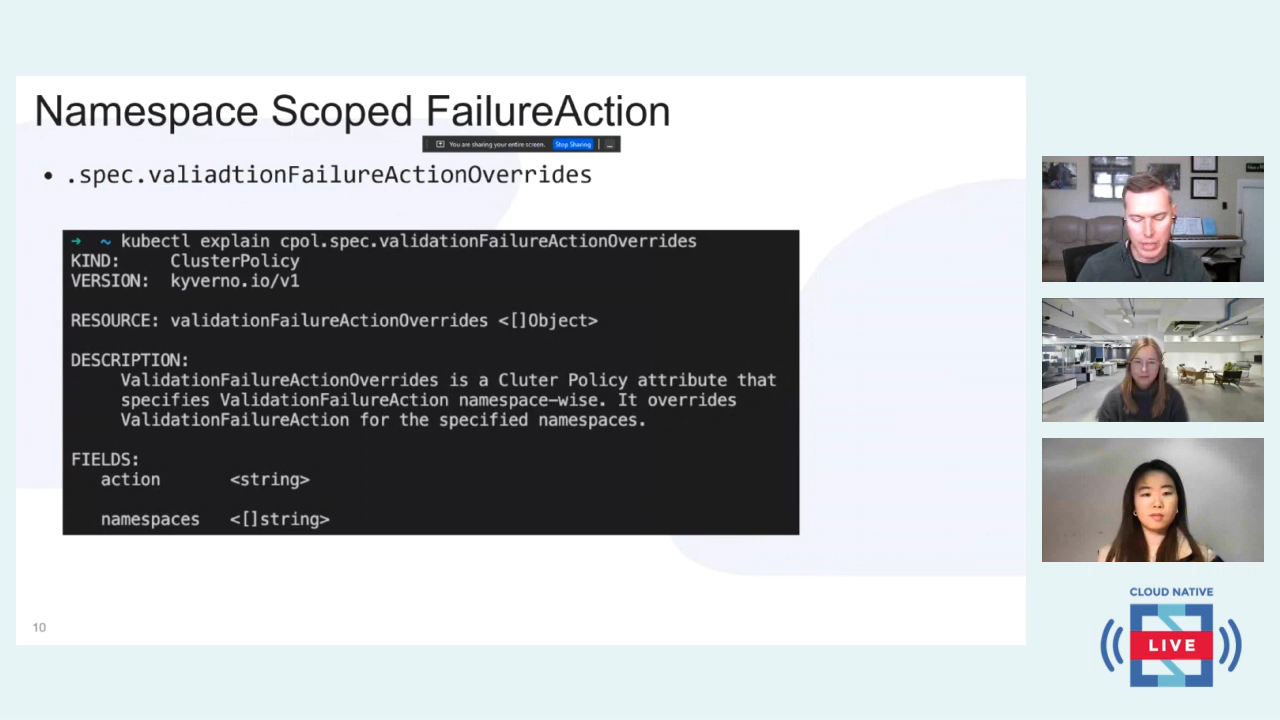 Namespace Scoped FailureAction
You are sharing your entire screen. Stop Sharing
• .spec.valiadtionFailureActionOverrides
→ ~ kubectl explain cpol.spec.validationFailureActionOverrides
KIND: ClusterPolicy
VERSION: kyverno.io/v1
RESOURCE: validationFailureActionOverrides <[]Object>
DESCRIPTION:
ValidationFailureActionOverrides is a Cluter Policy attribute that
specifies ValidationFailureAction namespace-wise. It overrides
ValidationFailureAction for the specified namespaces.
FIELDS:
action <string>
namespaces <[]string>
10
CLOUD NATIVE
LIVE